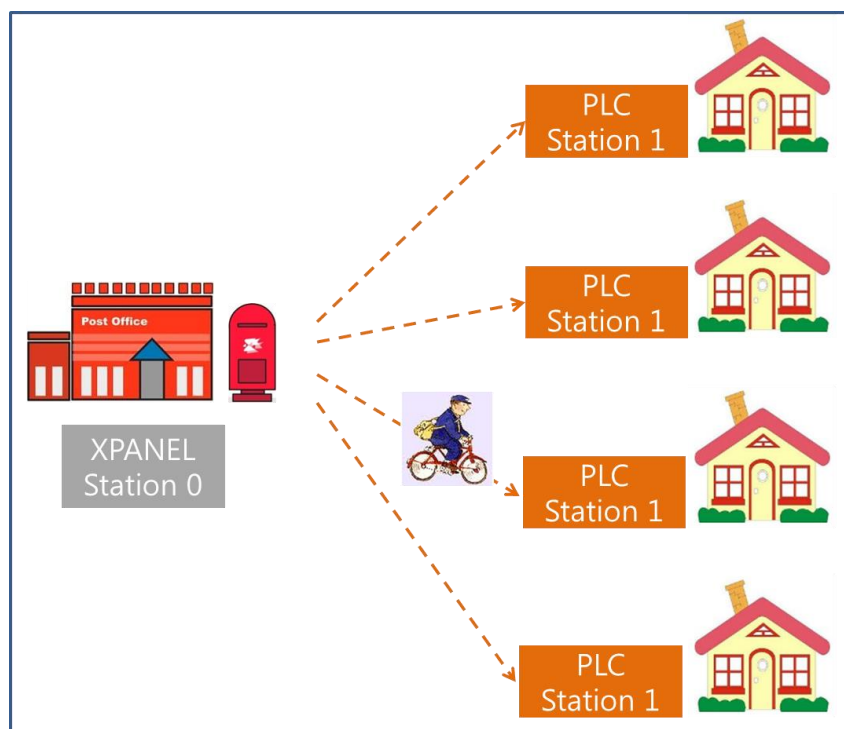 PLC
Station 1
PLC
Station 1
Post Office
XPANEL
Station 0
PLC
Station 1
PLC
Station 1